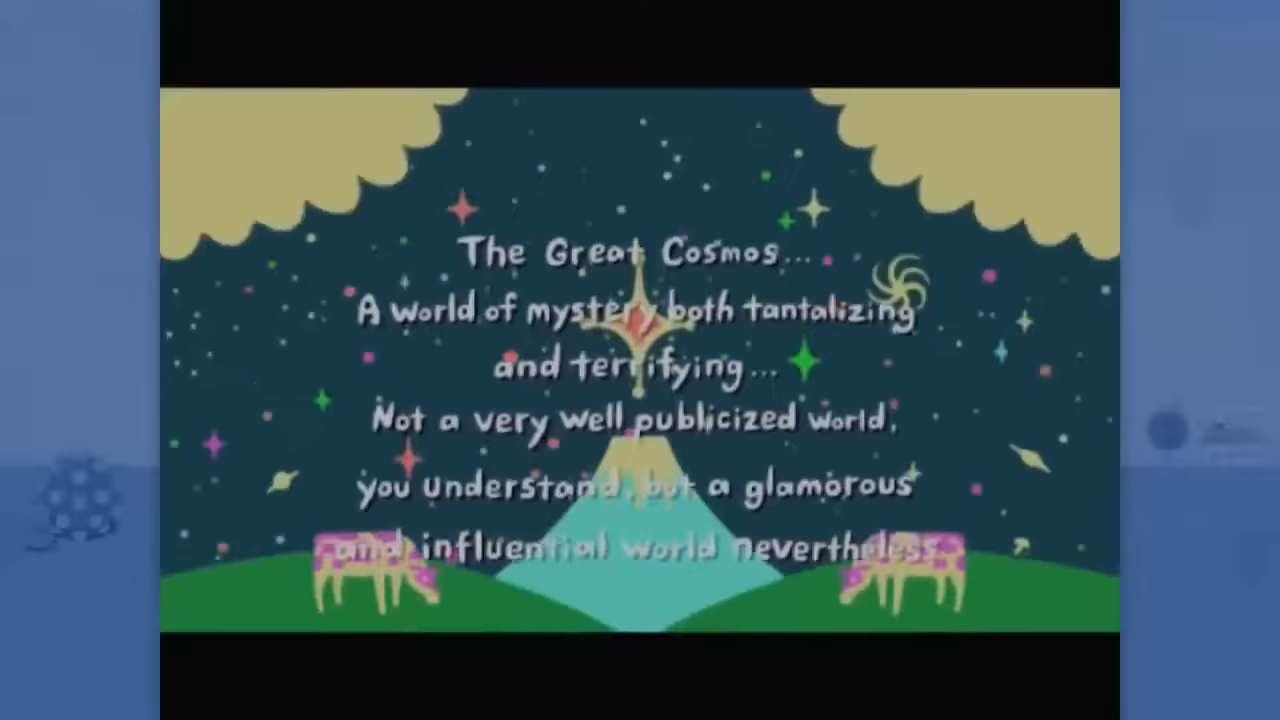 The Great Cosmos...
A world of mystery both tantalizing
and terrifying...
Not a very well publicized world,
you understand, but a glamorous
and influential world nevertheless.